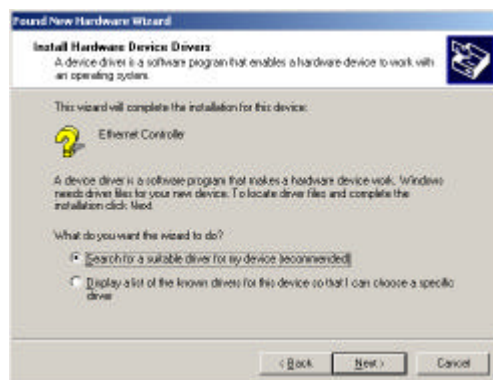 Found New Hardware Wizard
Install Hardware Device Drivers
A device driver is a software program that enables a hardware device to work with
an operating system.
This wizard will complete the installation for this device:
Ethernet Controller
A device driver is a software program that makes a hardware device work. Windows
needs driver files for your new device. To locate driver files and complete the
installation click Next.
What do you want the wizard to do?
Search for a suitable driver for my device (recommended)
Display a list of the known drivers for this device so that I can choose a specific
driver
< Back Next > Cancel